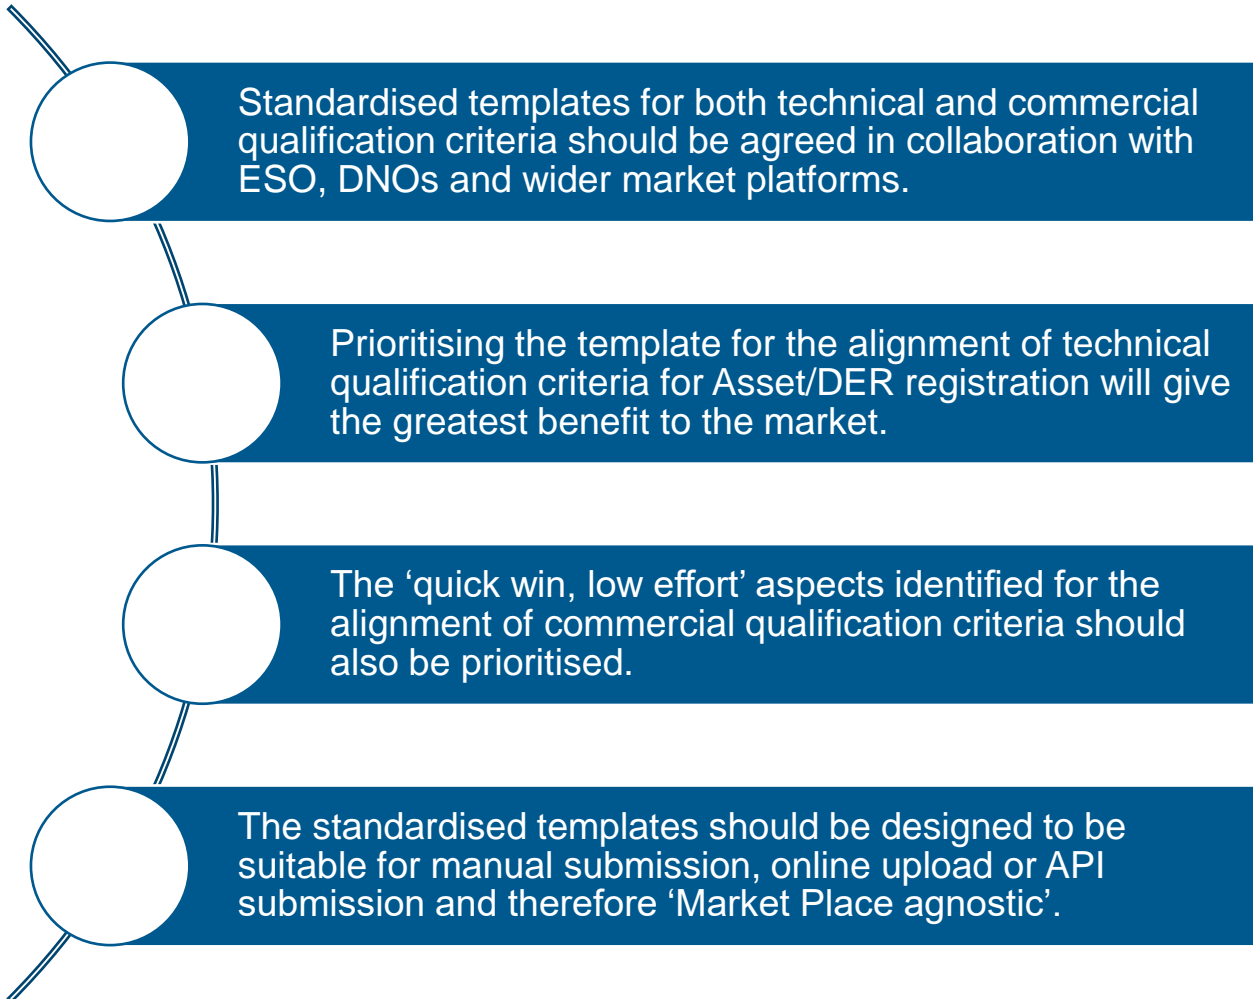 Standardised templates for both technical and commercial
qualification criteria should be agreed in collaboration with
ESO, DNOs and wider market platforms.
Prioritising the template for the alignment of technical
qualification criteria for Asset/DER registration will give
the greatest benefit to the market.
The ‘quick win, low effort’ aspects identified for the
alignment of commercial qualification criteria should
also be prioritised.
The standardised templates should be designed to be
suitable for manual submission, online upload or API
submission and therefore ‘Market Place agnostic’.